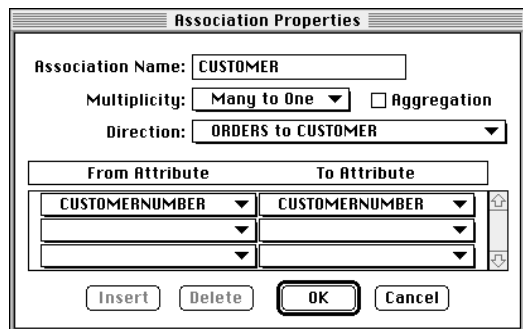 Association Properties
Association Name: CUSTOMER
Multiplicity: Many to One Aggregation
Direction: ORDERS to CUSTOMER
From Attribute To Attribute
CUSTOMERNUMBER CUSTOMERNUMBER
Insert Delete OK Cancel